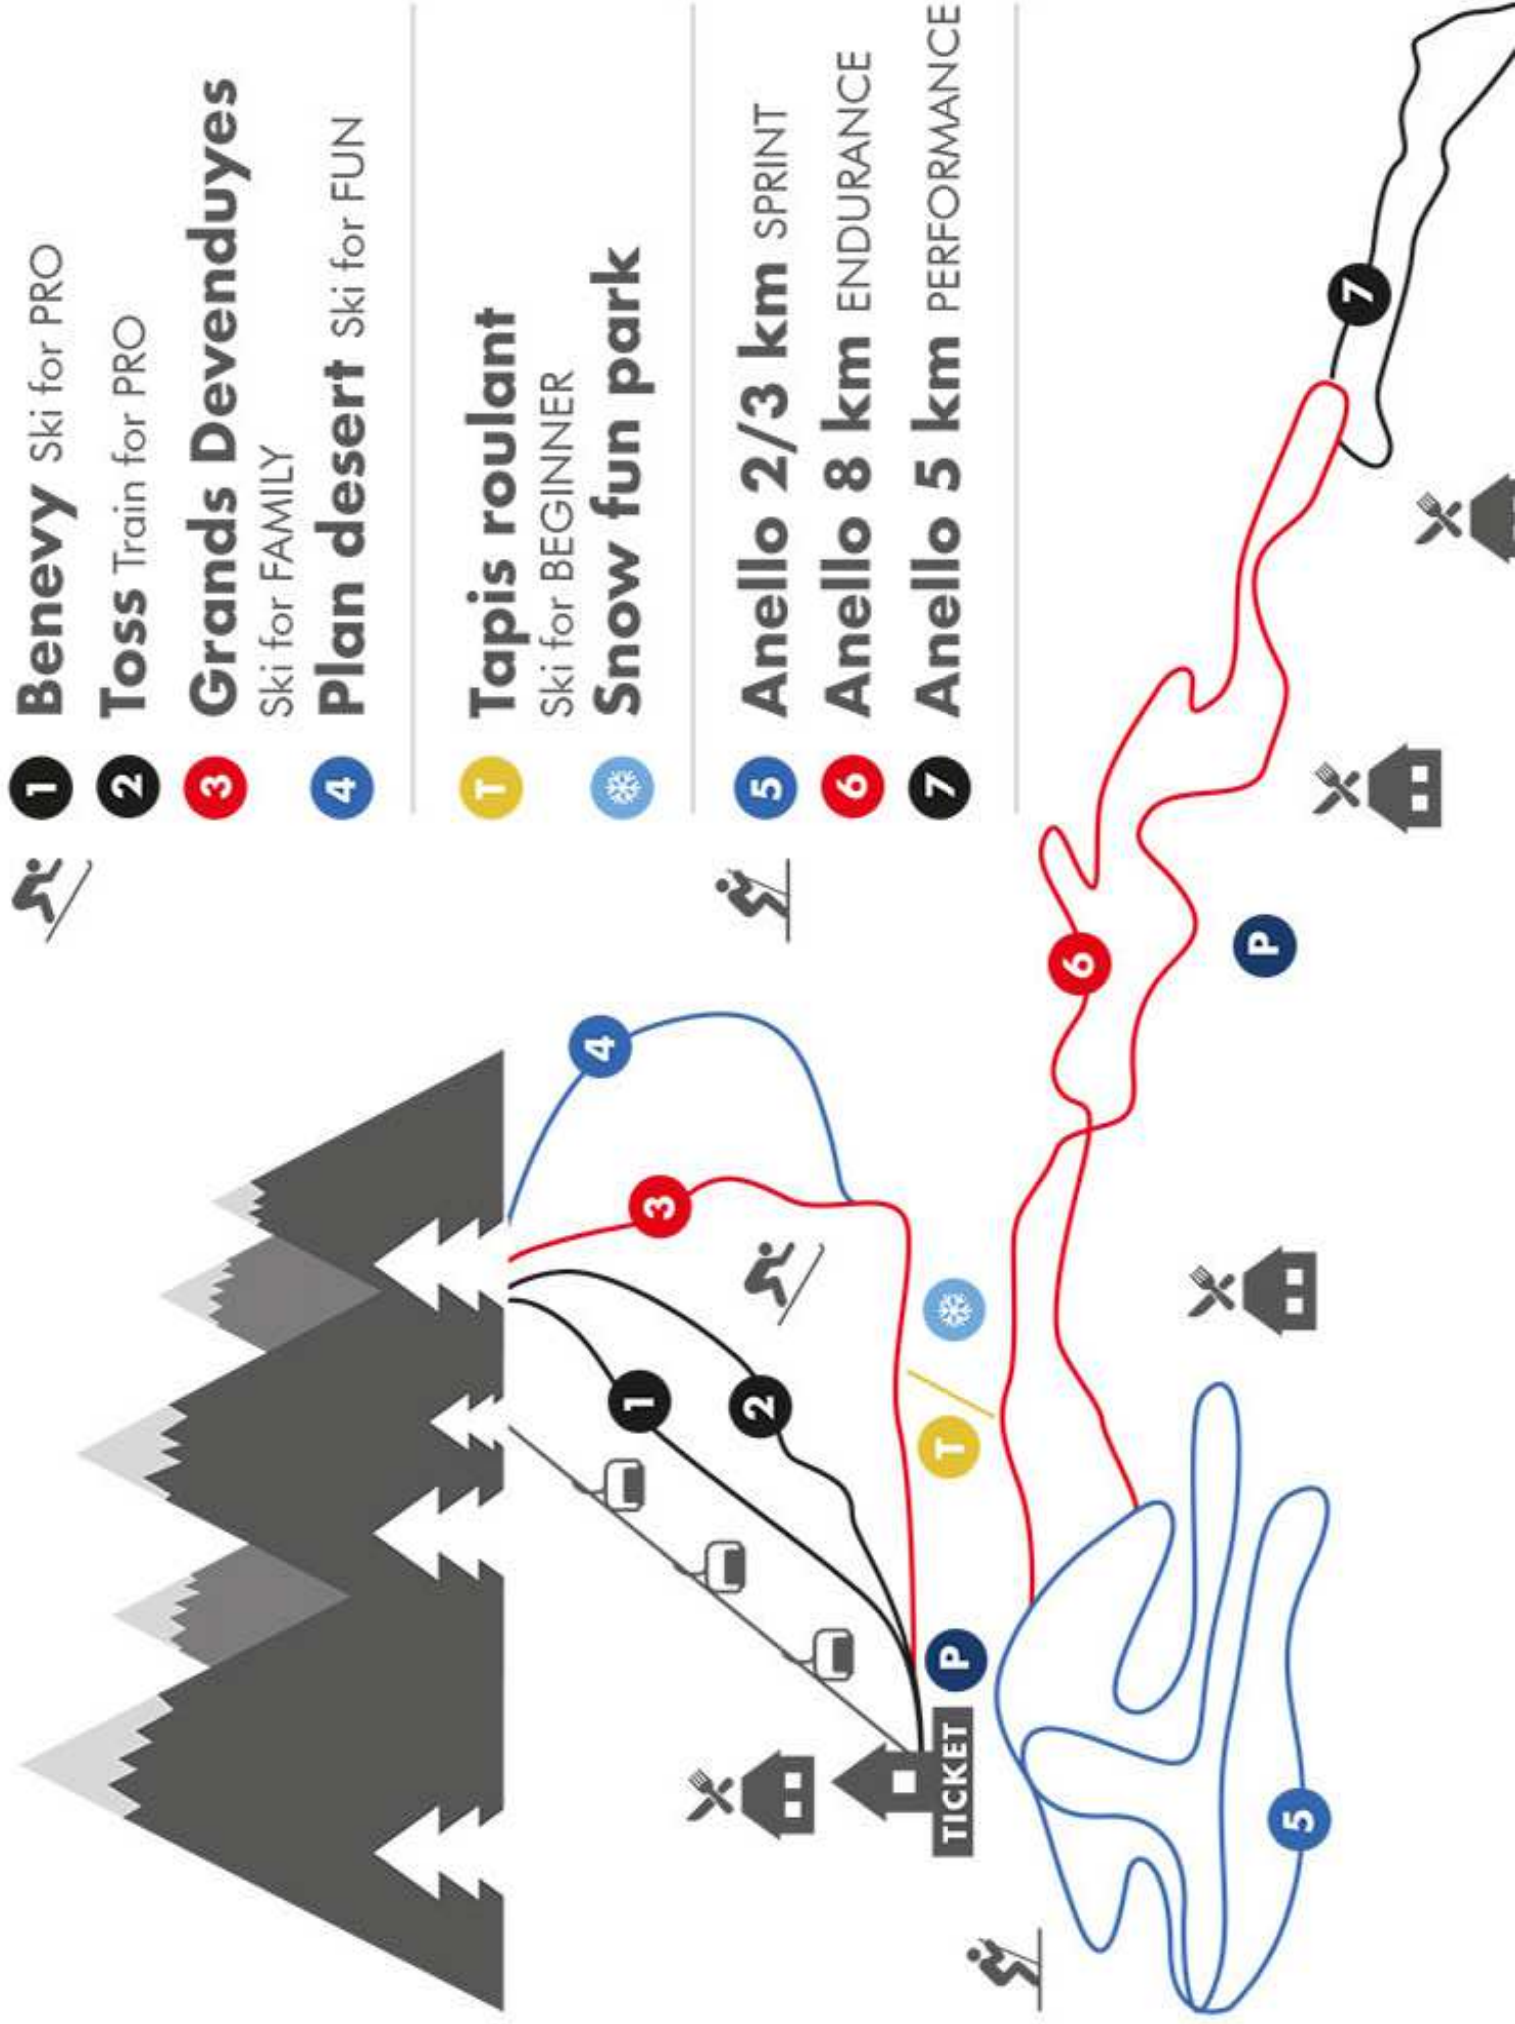 1 Benevy Ski for PRO
2 Toss Train for PRO
3 Grands Devenduyes
Ski for FAMILY
4 Plan desert Ski for FUN
T Tapis roulant
Ski for BEGINNER
Snow fun park
5 Anello 2/3 km SPRINT
6 Anello 8 km ENDURANCE
7 Anello 5 km PERFORMANCE
4
3
1
2
T
P
TICKET
6
P
7
5